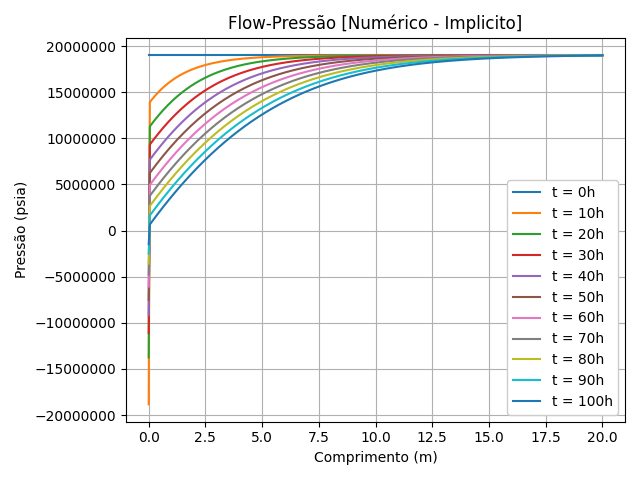 Flow-Pressão [Numérico - Implicito]
Pressão (psia)
20000000
15000000
10000000
5000000
0
−5000000
−10000000
−15000000
−20000000
t = 0h
t = 10h
t = 20h
t = 30h
t = 40h
t = 50h
t = 60h
t = 70h
t = 80h
t = 90h
t = 100h
0.0 2.5 5.0 7.5 10.0 12.5 15.0 17.5 20.0
Comprimento (m)